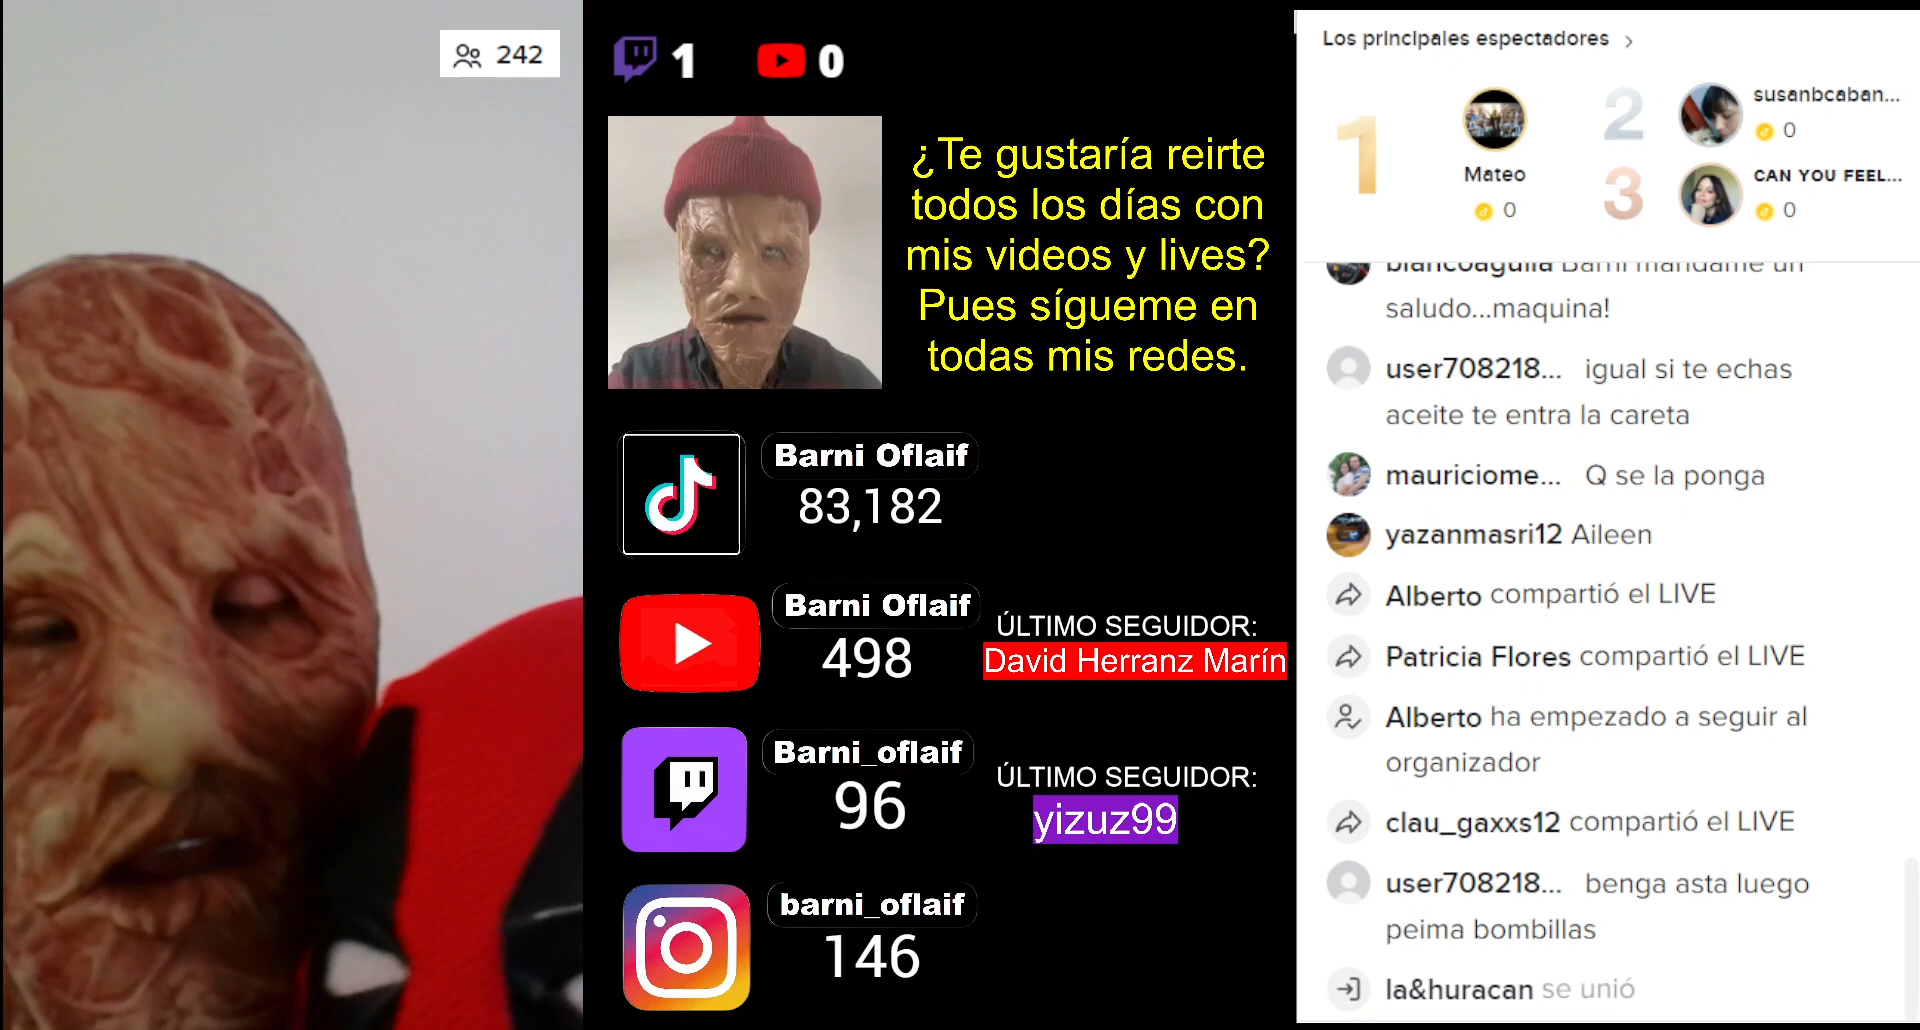 242
1
0
¿Te gustaría reirte
todos los días con
mis videos y lives?
Pues sígueme en
todas mis redes.
Barni Oflaif
83,182
Barni Oflaif
498
ÚLTIMO SEGUIDOR:
David Herranz Marín
Barni_oflaif
96
ÚLTIMO SEGUIDOR:
yizuz99
barni_oflaif
146
Los principales espectadores
1
Mateo
0
2
susanbcaban...
0
3
CAN YOU FEEL...
0
blancoaguila Barni mandame un
saludo...maquina!
user708218... igual si te echas
aceite te entra la careta
mauriciome... Q se la ponga
yazanmasri12 Aileen
Alberto compartió el LIVE
Patricia Flores compartió el LIVE
Alberto ha empezado a seguir al
organizador
clau_gaxxs12 compartió el LIVE
user708218... benga asta luego
peima bombillas
la&huracan se unió